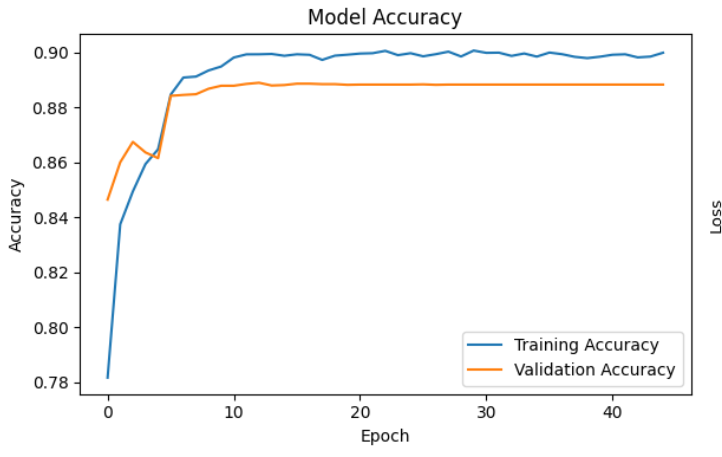 Model Accuracy
0.90
0.88
0.86
0.84
0.82
0.80
0.78
Accuracy
Training Accuracy
Validation Accuracy
0 10 20 30 40
Epoch
Loss